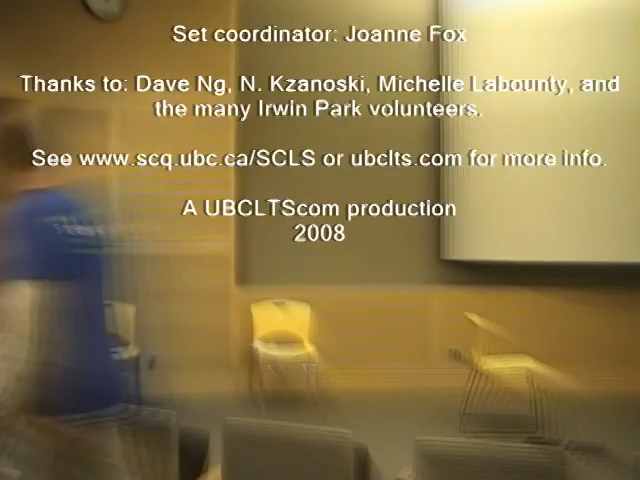 Set coordinator: Joanne Fox
Thanks to: Dave Ng, N. Kzanoski, Michelle Labounty, and
the many Irwin Park volunteers.
See www.scq.ubc.ca/SCLS or ubclts.com for more info.
A UBCLTScom production
2008